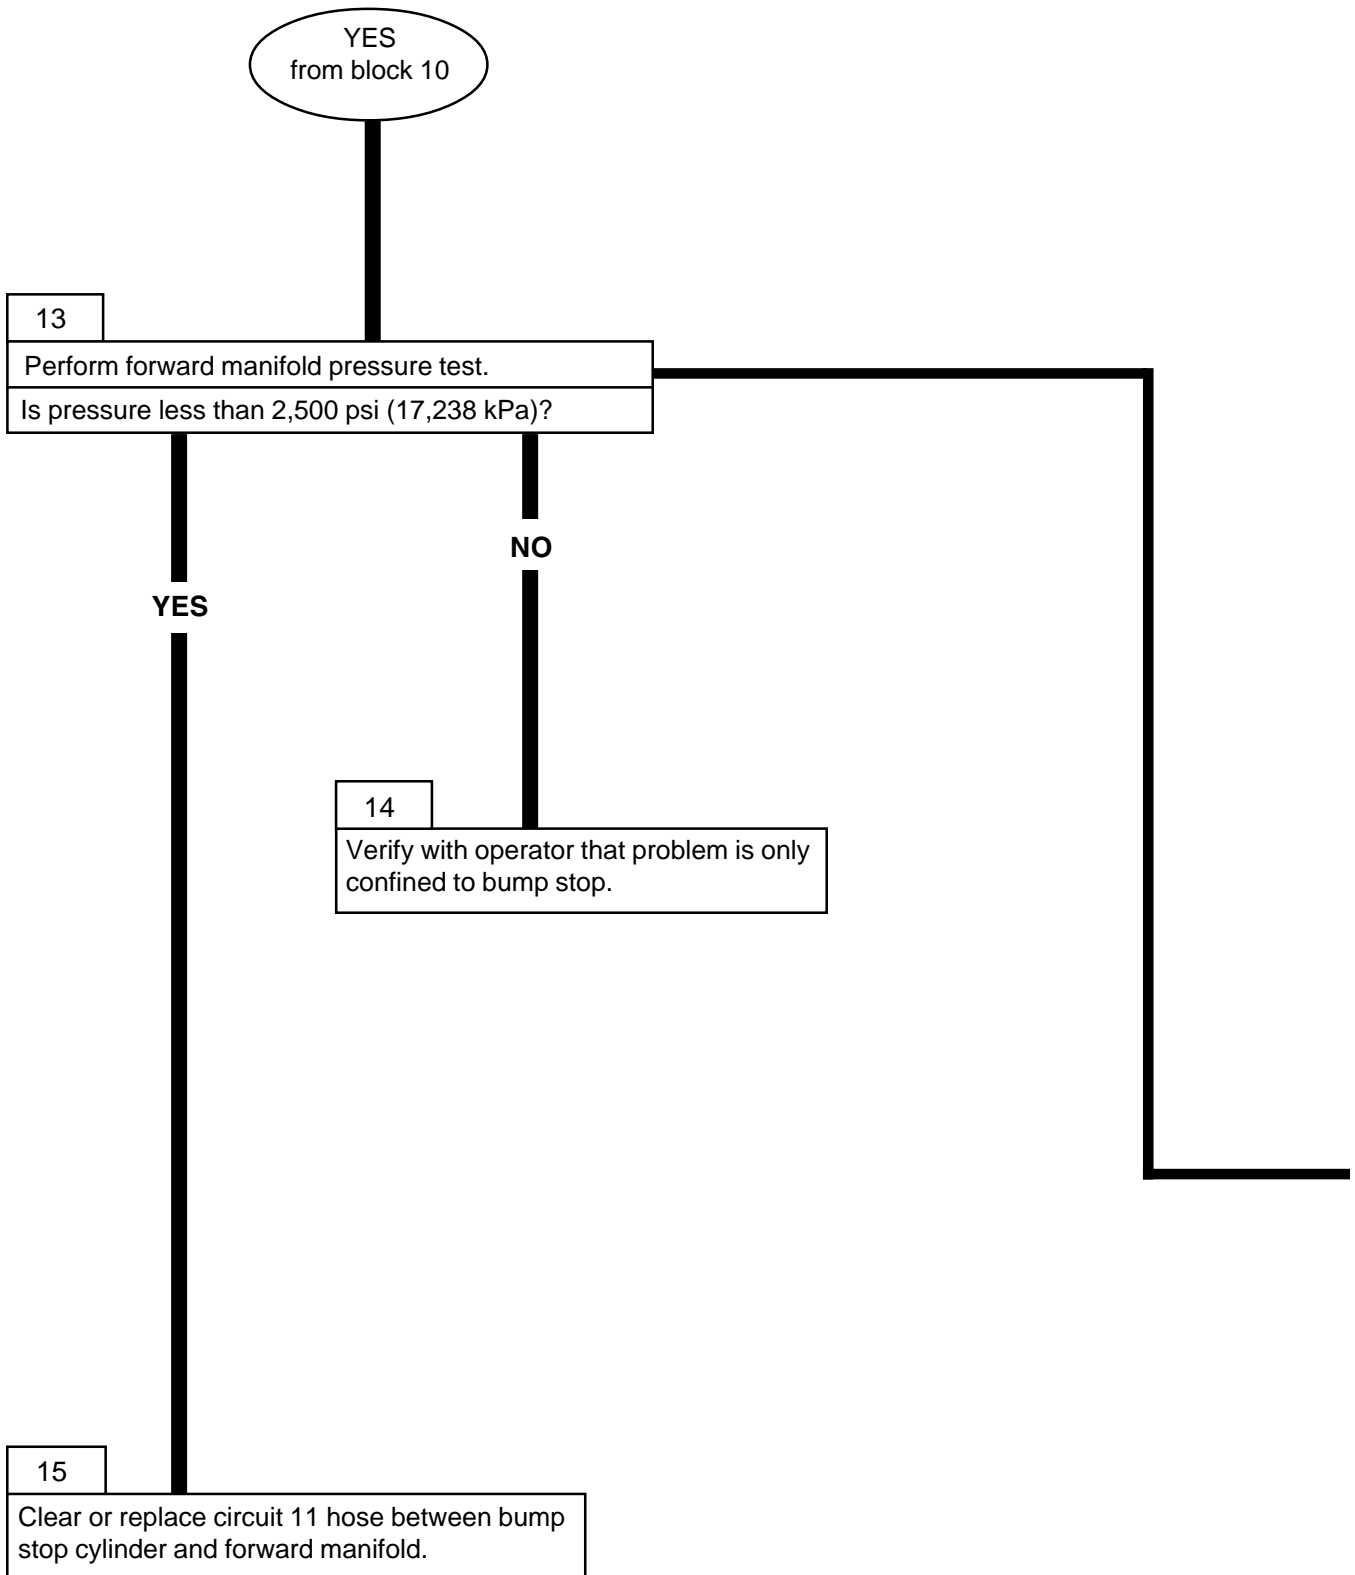 YES
from block 10
13
Perform forward manifold pressure test.
Is pressure less than 2,500 psi (17,238 kPa)?
NO
YES
14
Verify with operator that problem is only
confined to bump stop.
15
Clear or replace circuit 11 hose between bump
stop cylinder and forward manifold.